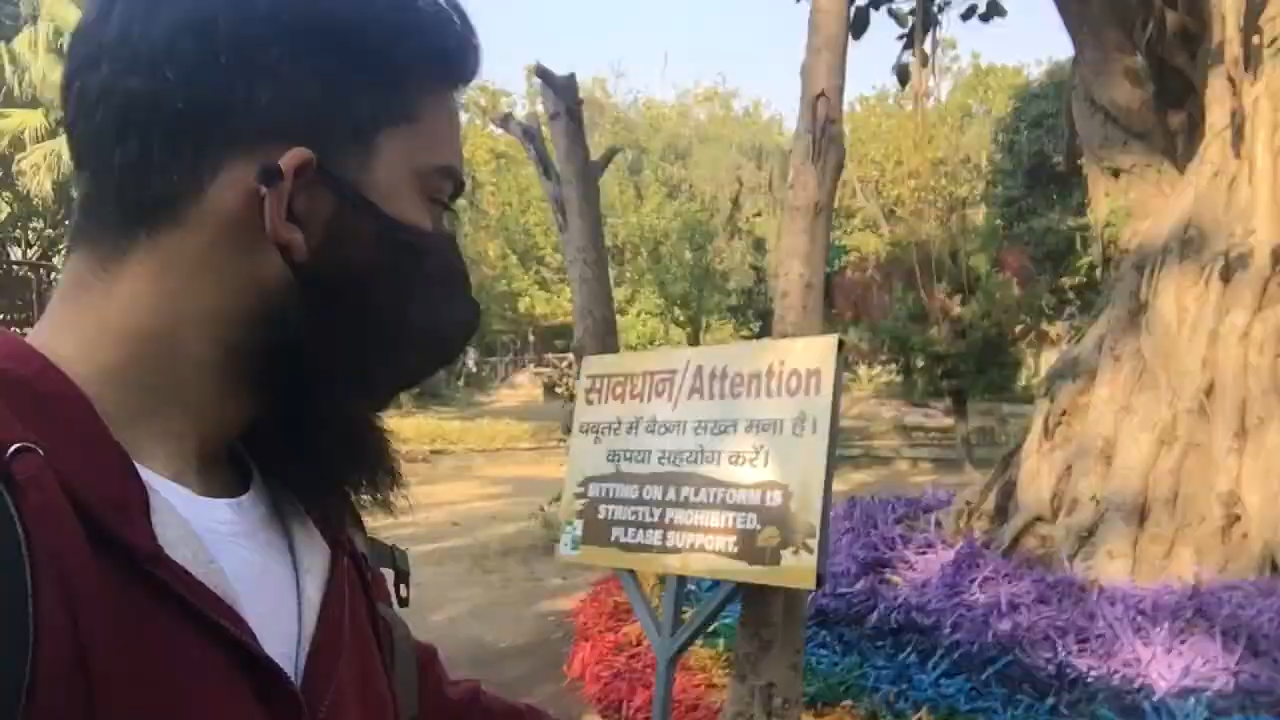 सावधान/Attention
चबूतरे में बैठना सख्त मना है।
कृपया सहयोग करें।
SITTING ON A PLATFORM IS
STRICTLY PROHIBITED.
PLEASE SUPPORT.